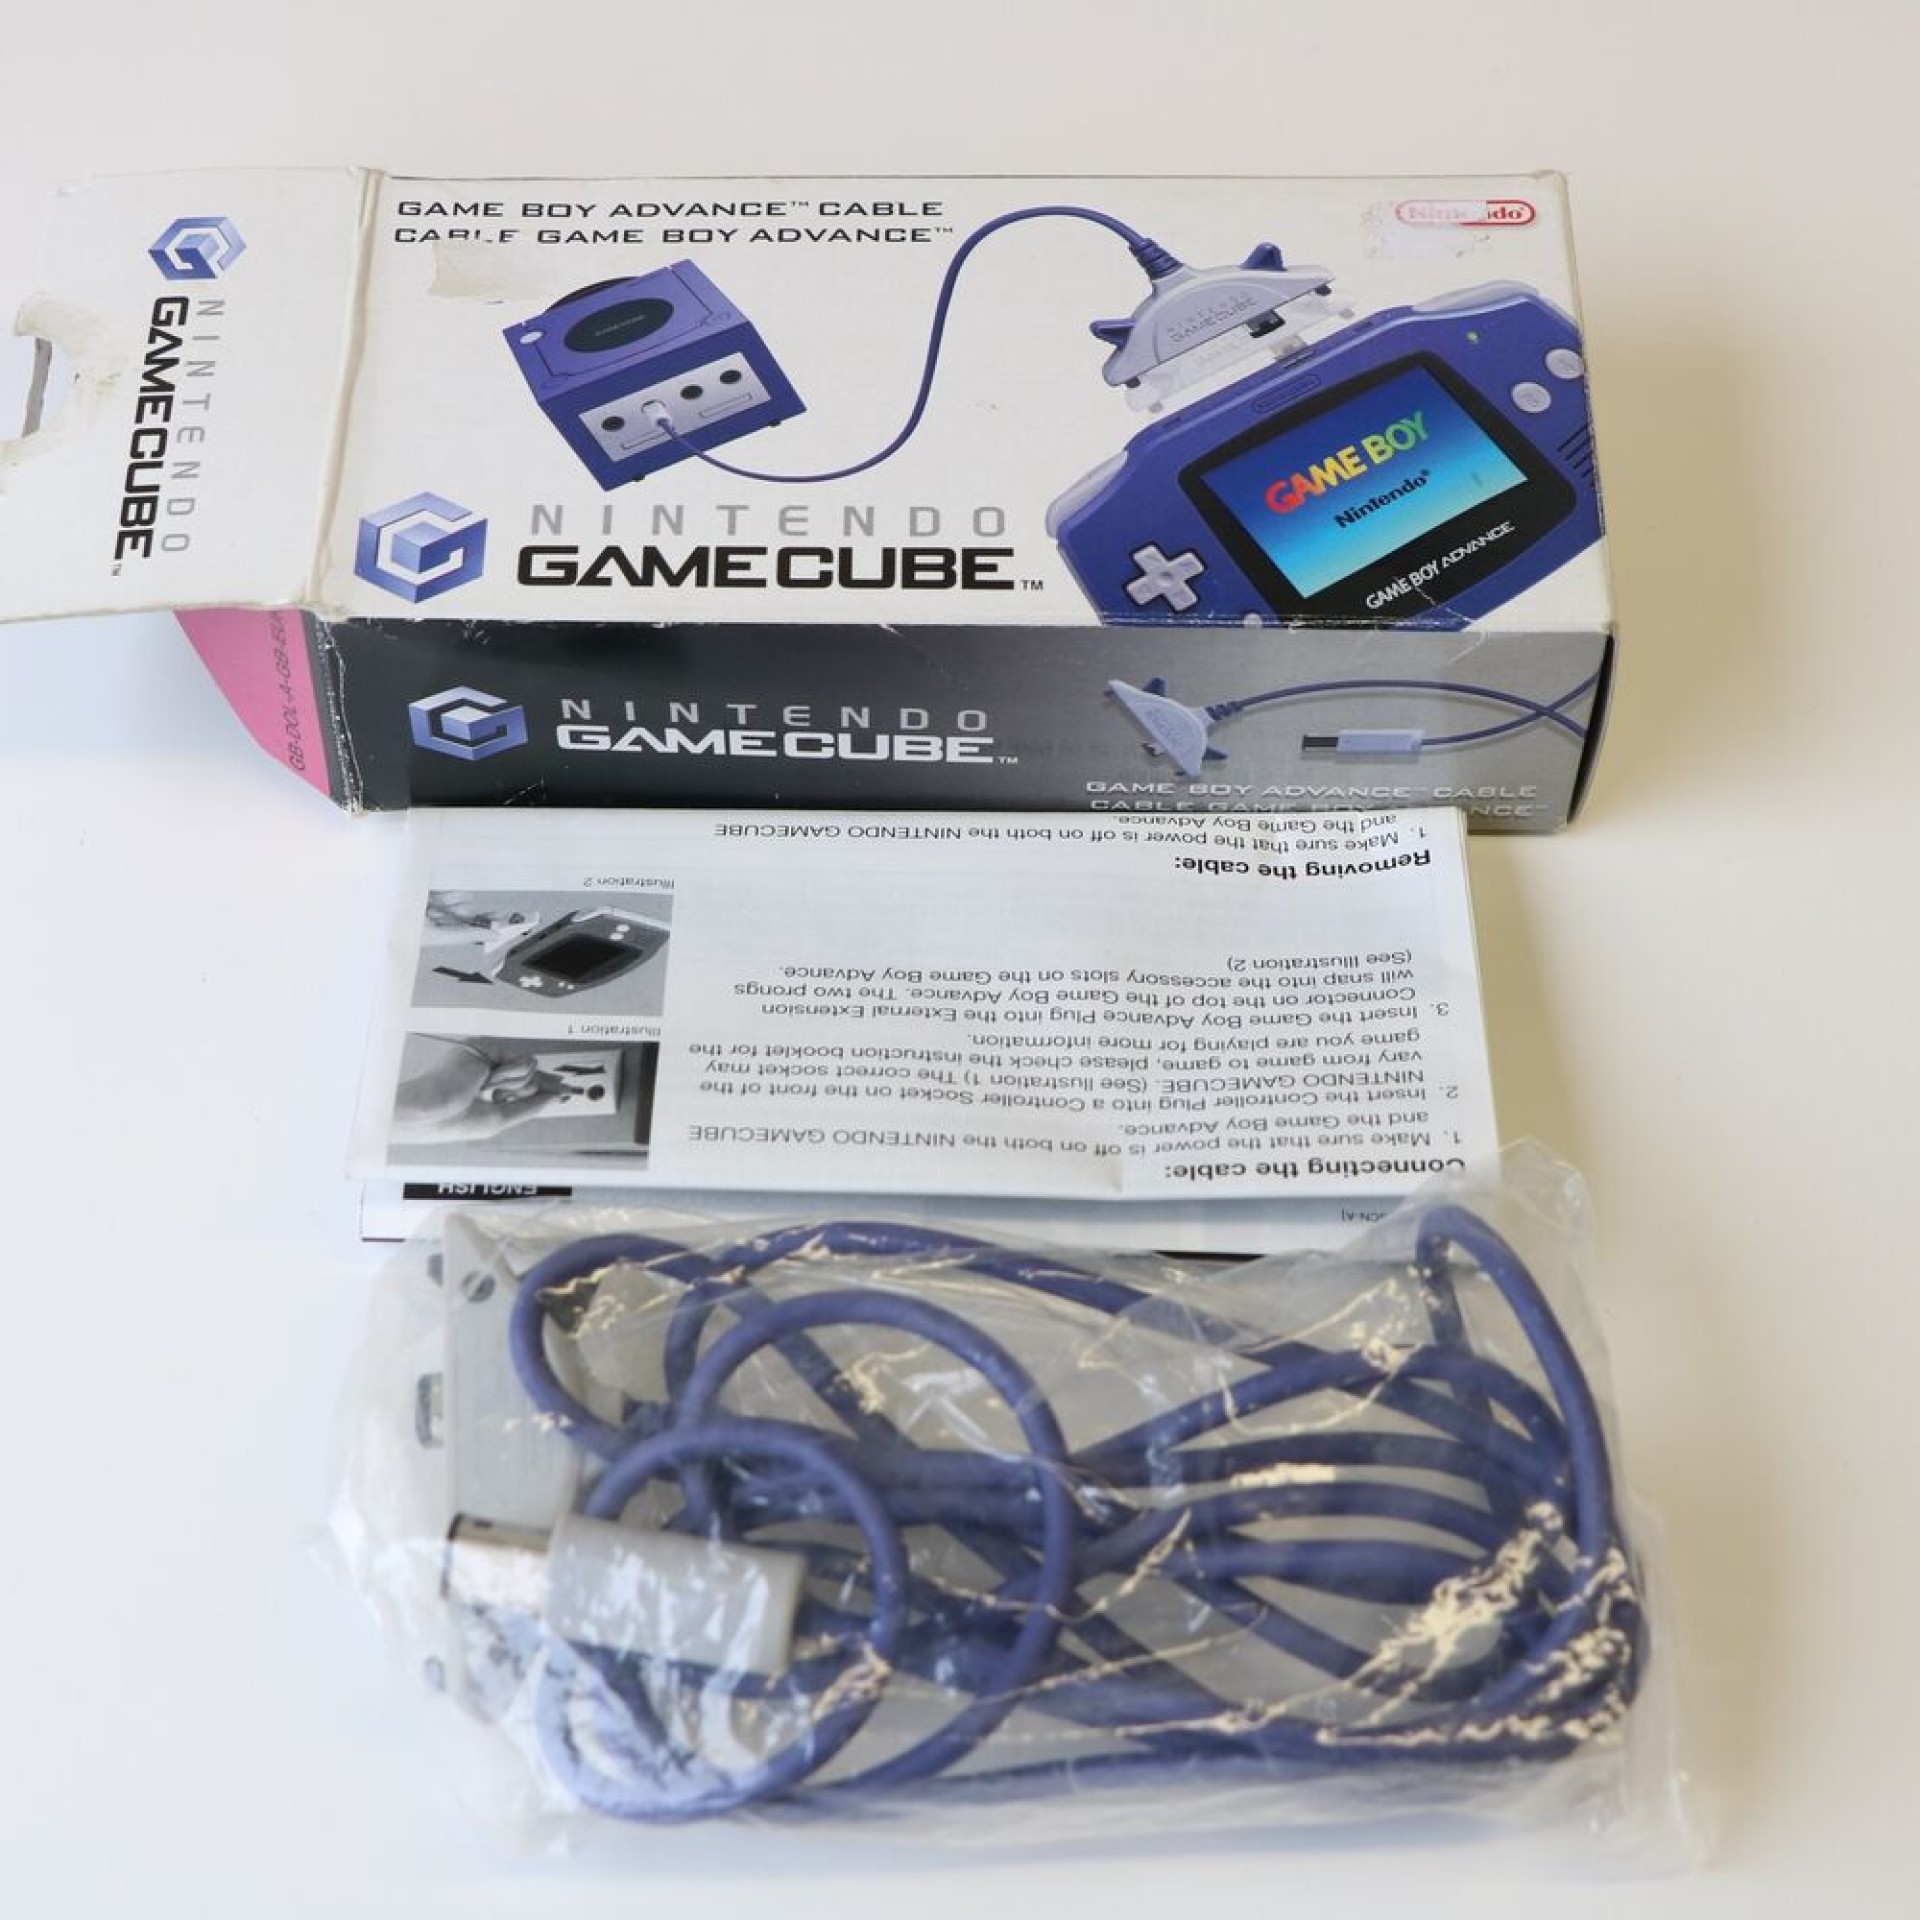 GAME BOY ADVANCE™ CABLE
CABLE GAME BOY ADVANCE™
Nintendo
NINTENDO
GAMECUBE™
GAMECUBE
NINTENDO
GAMECUBE
GAME BOY
Nintendo®
GAME BOY ADVANCE
NINTENDO
GAMECUBE™
NINTENDO
GAMECUBE™
GAME BOY ADVANCE™ CABLE
CABLE GAME BOY ADVANCE™
ENGLISH
Connecting the cable:
1. Make sure that the power is off on both the NINTENDO GAMECUBE
and the Game Boy Advance.
2. Insert the Controller Plug into a Controller Socket on the front of the
NINTENDO GAMECUBE. (See Illustration 1) The correct socket may
vary from game to game, please check the instruction booklet for the
game you are playing for more information.
3. Insert the Game Boy Advance Plug into the External Extension
Connector on the top of the Game Boy Advance. The two prongs
will snap into the accessory slots on the Game Boy Advance.
(See Illustration 2)
Illustration 1
Illustration 2
Removing the cable:
1. Make sure that the power is off on both the NINTENDO GAMECUBE
and the Game Boy Advance.